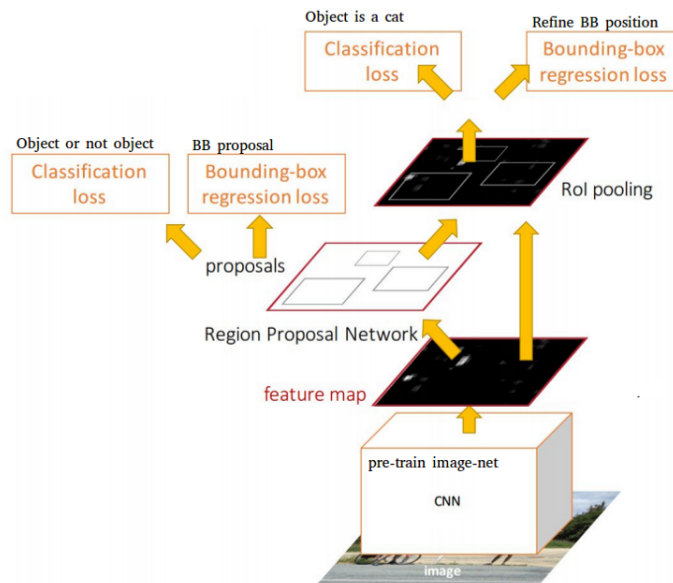 Object is a cat
Refine BB position
Classification
loss
Bounding-box
regression loss
Object or not object
BB proposal
Classification
loss
Bounding-box
regression loss
RoI pooling
proposals
Region Proposal Network
feature map
pre-train image-net
CNN
image